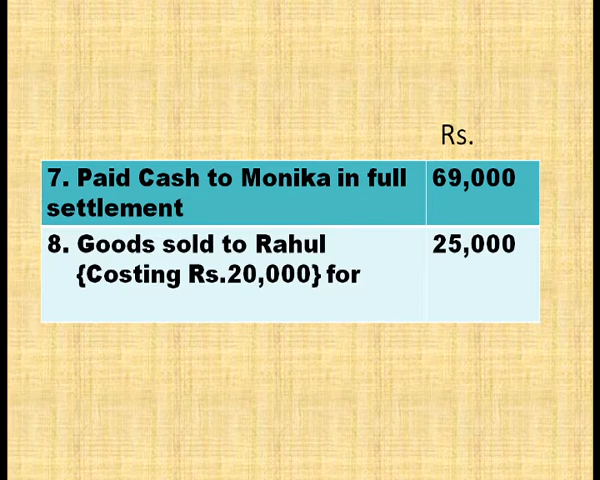 Rs.
7. Paid Cash to Monika in full 69,000
settlement
8. Goods sold to Rahul 25,000
{Costing Rs.20,000} for